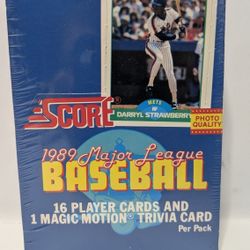 METS
DARRYL STRAWBERRY
SCORE
PHOTO
QUALITY
1989 Major League
BASEBALL
16 PLAYER CARDS AND
1 MAGIC MOTION TRIVIA CARD
Per Pack